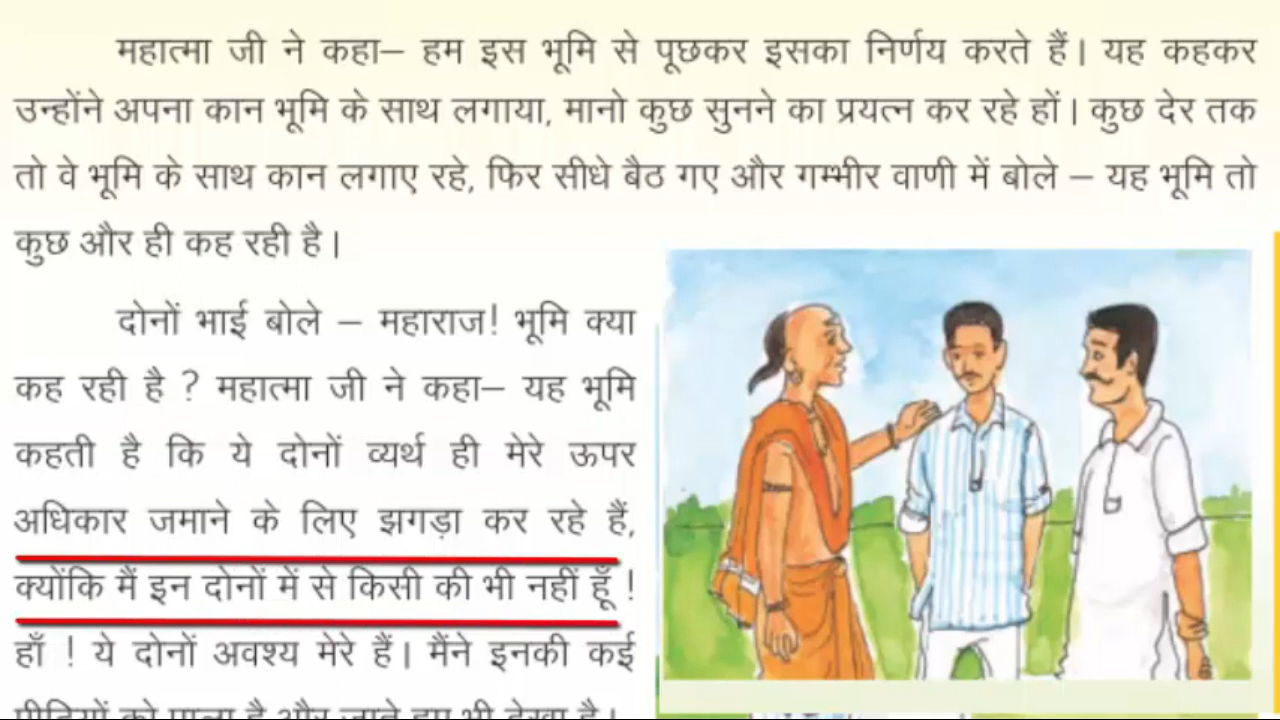 महात्मा जी ने कहा– हम इस भूमि से पूछकर इसका निर्णय करते हैं। यह कहकर
उन्होंने अपना कान भूमि के साथ लगाया, मानो कुछ सुनने का प्रयत्न कर रहे हों। कुछ देर तक
तो वे भूमि के साथ कान लगाए रहे, फिर सीधे बैठ गए और गम्भीर वाणी में बोले – यह भूमि तो
कुछ और ही कह रही है।
दोनों भाई बोले – महाराज! भूमि क्या
कह रही है ? महात्मा जी ने कहा– यह भूमि
कहती है कि ये दोनों व्यर्थ ही मेरे ऊपर
अधिकार जमाने के लिए झगड़ा कर रहे हैं,
क्योंकि मैं इन दोनों में से किसी की भी नहीं हूँ !
हाँ ! ये दोनों अवश्य मेरे हैं। मैंने इनकी कई